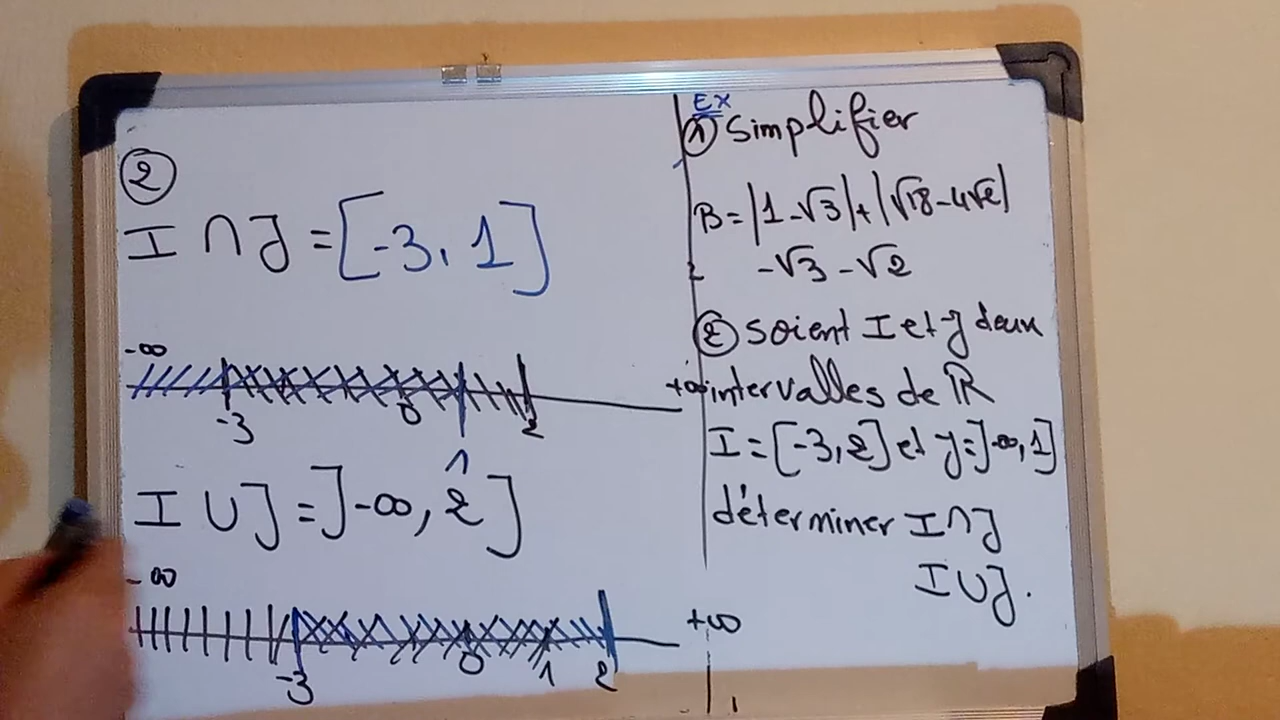 ②
I ∩ J = [-3, 1]
-∞ +∞
-3 0 1 2
I ∪ J = ]-∞, 2]
-∞ +∞
-3 0 1 2
Ex
① Simplifier
B = |1 - √3| + |√18 - 4√2|
-√3 - √2
② soient I et J deux
intervalles de ℝ
I = [-3, 2] et J = ]-∞, 1]
déterminer I ∩ J
I ∪ J.